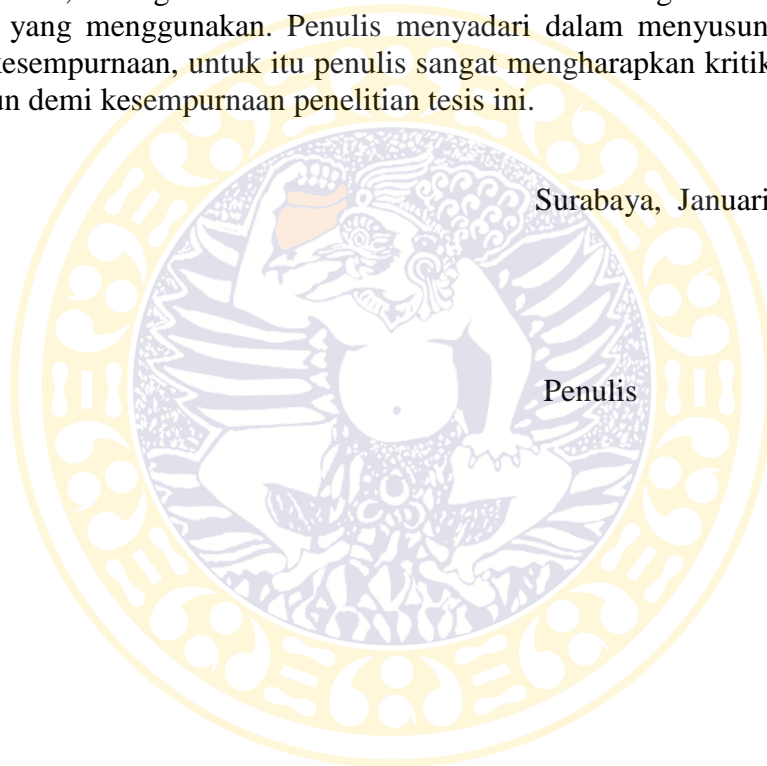 yang menggunakan. Penulis menyadari dalam menyusun
kesempurnaan, untuk itu penulis sangat mengharapkan kritik
demi kesempurnaan penelitian tesis ini.
Surabaya, Januari
Penulis